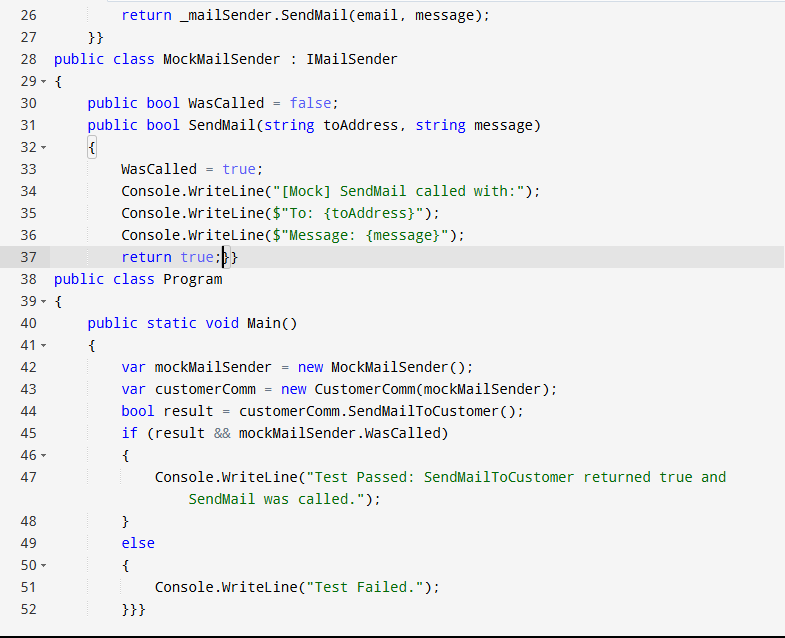 26 return _mailSender.SendMail(email, message);
27 }}
28 public class MockMailSender : IMailSender
29 {
30 public bool WasCalled = false;
31 public bool SendMail(string toAddress, string message)
32 {
33 WasCalled = true;
34 Console.WriteLine("[Mock] SendMail called with:");
35 Console.WriteLine($"To: {toAddress}");
36 Console.WriteLine($"Message: {message}");
37 return true;}}
38 public class Program
39 {
40 public static void Main()
41 {
42 var mockMailSender = new MockMailSender();
43 var customerComm = new CustomerComm(mockMailSender);
44 bool result = customerComm.SendMailToCustomer();
45 if (result && mockMailSender.WasCalled)
46 {
47 Console.WriteLine("Test Passed: SendMailToCustomer returned true and
SendMail was called.");
48 }
49 else
50 {
51 Console.WriteLine("Test Failed.");
52 }}}